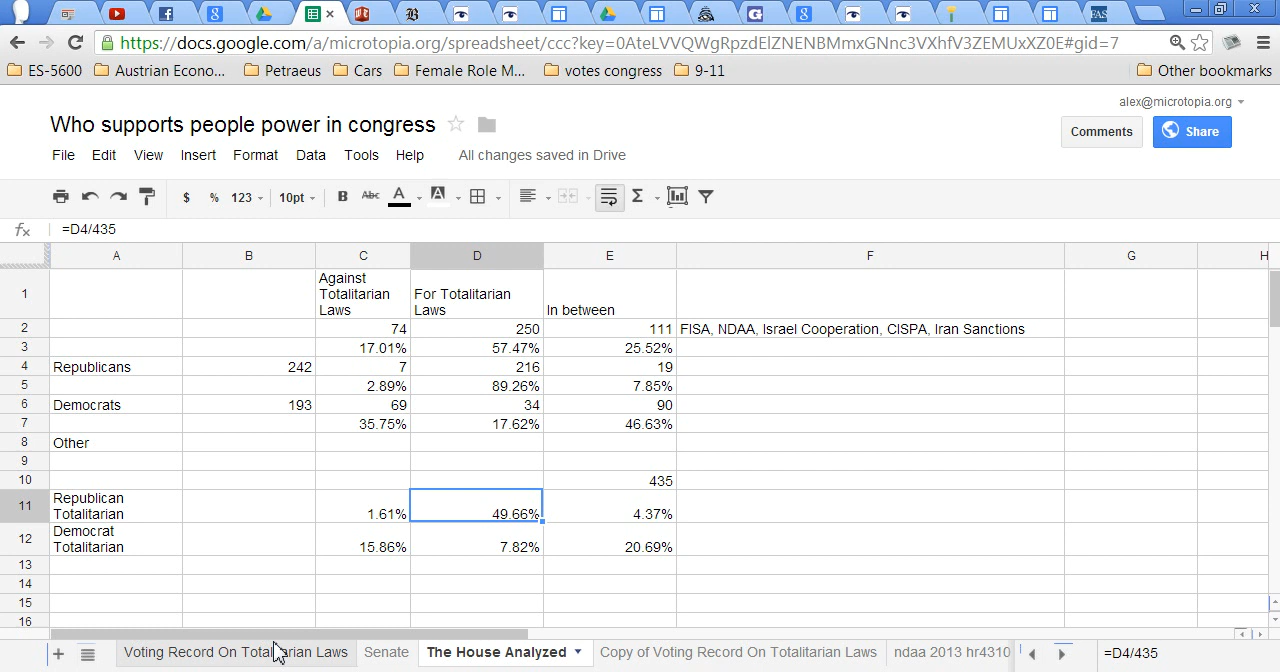 https://docs.google.com/a/microtopia.org/spreadsheet/ccc?key=0AteLVVQWgRpzdElZNENBMmxGNnc3VXhfV3ZEMUxXZ0E#gid=7
ES-5600 Austrian Econo... Petraeus Cars Female Role M... votes congress 9-11 Other bookmarks
alex@microtopia.org
Who supports people power in congress
Comments Share
File Edit View Insert Format Data Tools Help All changes saved in Drive
$ % 123 10pt B Abc A A Σ
fx =D4/435
A B C D E F G H
1 Against Totalitarian Laws For Totalitarian Laws In between
2 74 250 111 FISA, NDAA, Israel Cooperation, CISPA, Iran Sanctions
3 17.01% 57.47% 25.52%
4 Republicans 242 7 216 19
5 2.89% 89.26% 7.85%
6 Democrats 193 69 34 90
7 35.75% 17.62% 46.63%
8 Other
9
10 435
11 Republican Totalitarian 1.61% 49.66% 4.37%
12 Democrat Totalitarian 15.86% 7.82% 20.69%
13
14
15
16
Voting Record On Totalitarian Laws Senate The House Analyzed Copy of Voting Record On Totalitarian Laws ndaa 2013 hr4310 =D4/435